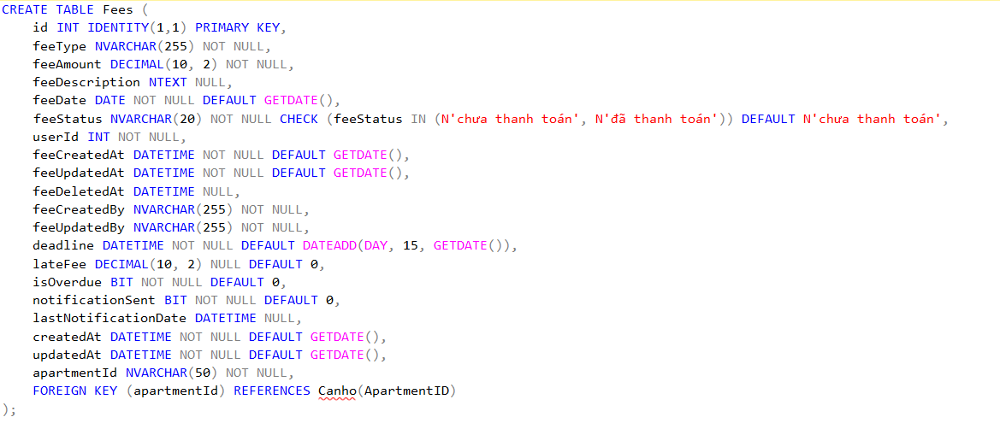 CREATE TABLE Fees (
    id INT IDENTITY(1,1) PRIMARY KEY,
    feeType NVARCHAR(255) NOT NULL,
    feeAmount DECIMAL(10, 2) NOT NULL,
    feeDescription NTEXT NULL,
    feeDate DATE NOT NULL DEFAULT GETDATE(),
    feeStatus NVARCHAR(20) NOT NULL CHECK (feeStatus IN (N'chưa thanh toán', N'đã thanh toán')) DEFAULT N'chưa thanh toán',
    userId INT NOT NULL,
    feeCreatedAt DATETIME NOT NULL DEFAULT GETDATE(),
    feeUpdatedAt DATETIME NOT NULL DEFAULT GETDATE(),
    feeDeletedAt DATETIME NULL,
    feeCreatedBy NVARCHAR(255) NOT NULL,
    feeUpdatedBy NVARCHAR(255) NOT NULL,
    deadline DATETIME NOT NULL DEFAULT DATEADD(DAY, 15, GETDATE()),
    lateFee DECIMAL(10, 2) NULL DEFAULT 0,
    isOverdue BIT NOT NULL DEFAULT 0,
    notificationSent BIT NOT NULL DEFAULT 0,
    lastNotificationDate DATETIME NULL,
    createdAt DATETIME NOT NULL DEFAULT GETDATE(),
    updatedAt DATETIME NOT NULL DEFAULT GETDATE(),
    apartmentId NVARCHAR(50) NOT NULL,
    FOREIGN KEY (apartmentId) REFERENCES Canho(ApartmentID)
);